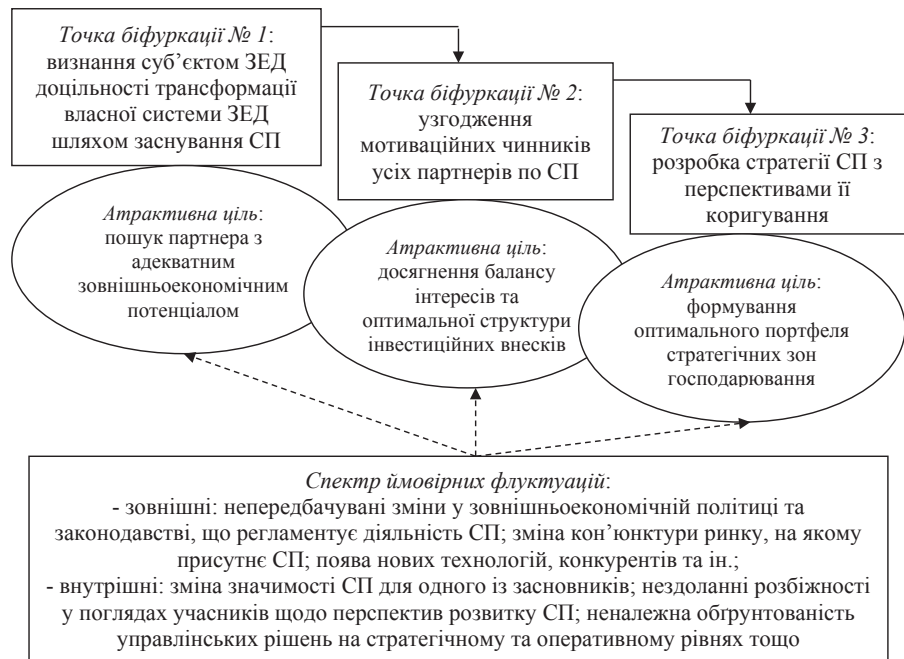 Точка біфуркації № 1:
визнання суб’єктом ЗЕД
доцільності трансформації
власної системи ЗЕД
шляхом заснування СП
Точка біфуркації № 2:
узгодження
мотиваційних чинників
усіх партнерів по СП
Точка біфуркації № 3:
розробка стратегії СП з
перспективами її
коригування
Атрактивна ціль:
пошук партнера з
адекватним
зовнішньоекономічним
потенціалом
Атрактивна ціль:
досягнення балансу
інтересів та
оптимальної структури
інвестиційних внесків
Атрактивна ціль:
формування
оптимального портфеля
стратегічних зон
господарювання
Спектр ймовірних флуктуацій:
- зовнішні: непередбачувані зміни у зовнішньоекономічній політиці та
законодавстві, що регламентує діяльність СП; зміна кон’юнктури ринку, на
якому присутнє СП; поява нових технологій, конкурентів та ін.;
- внутрішні: зміна значимості СП для одного із засновників; нездоланні розбіжності
у поглядах учасників щодо перспектив розвитку СП; неналежна обґрунтованість
управлінських рішень на стратегічному та оперативному рівнях тощо